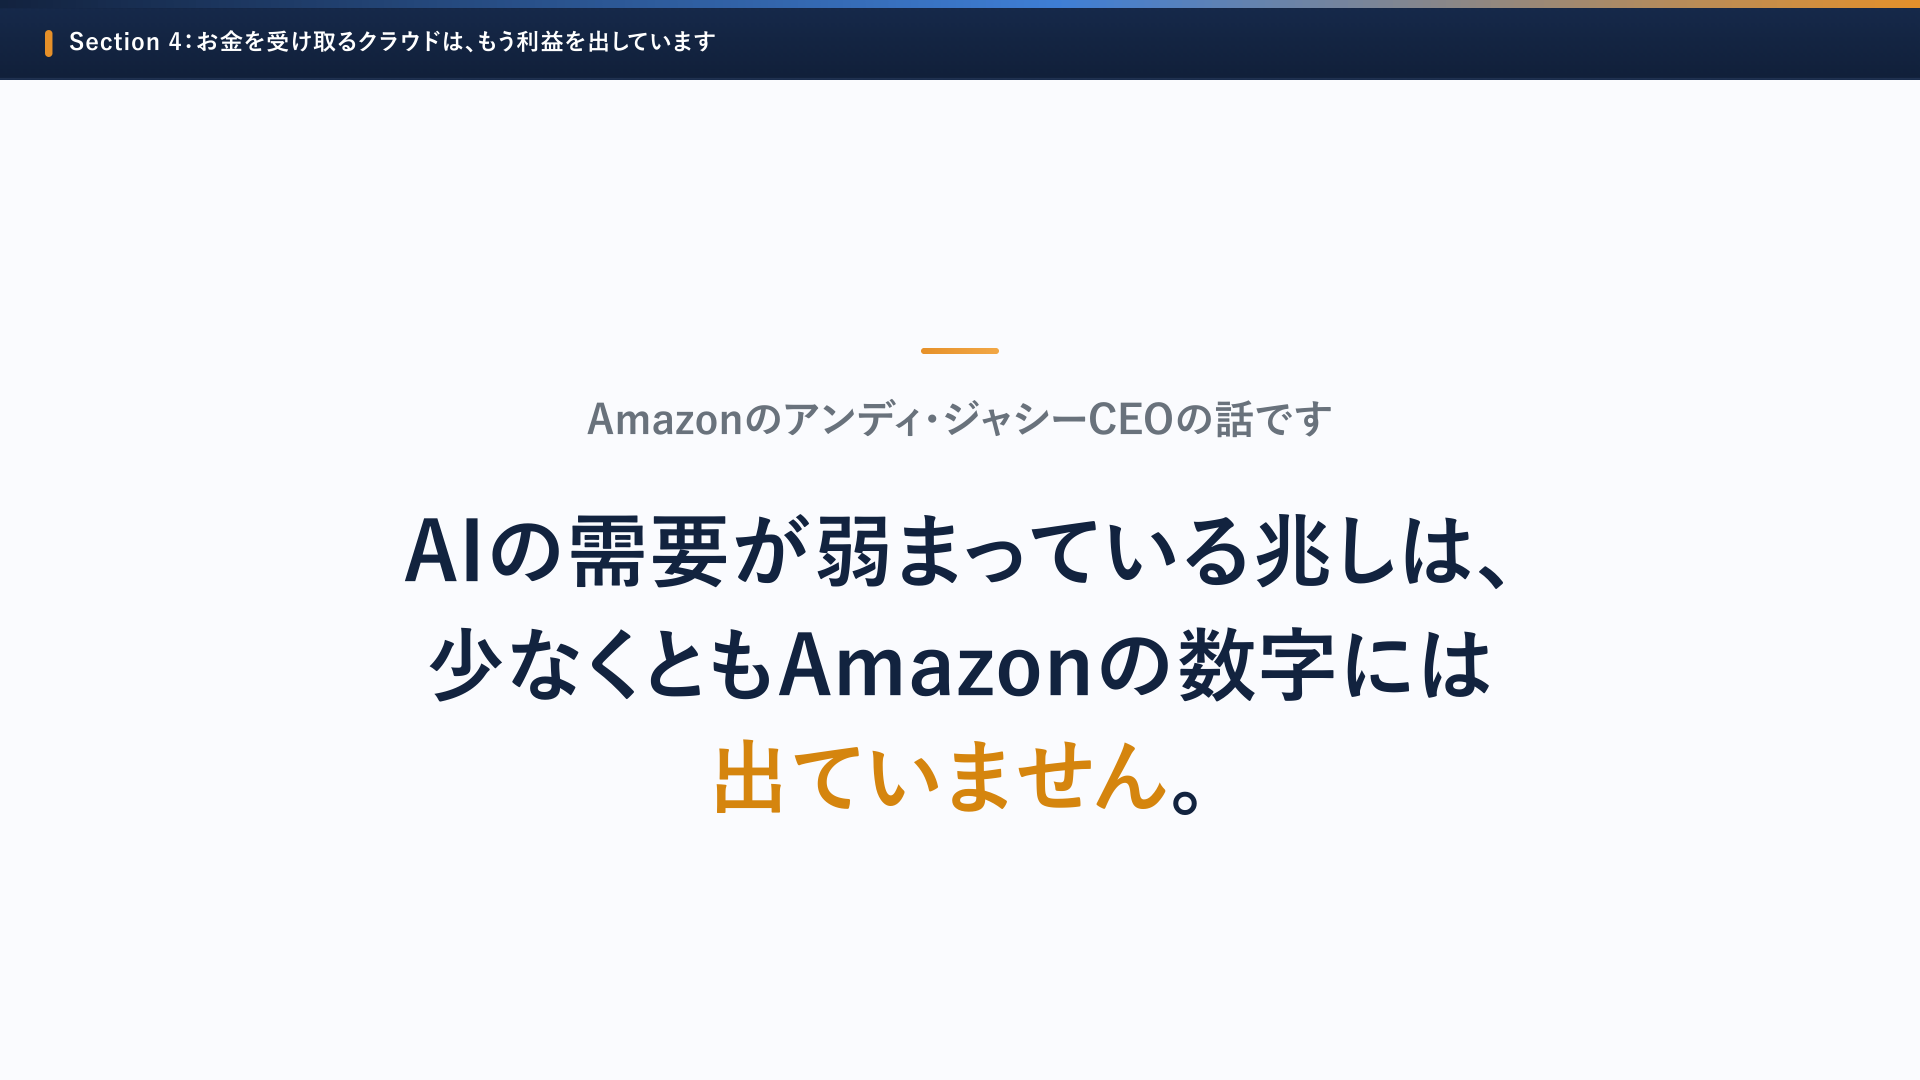 Section 4：お金を受け取るクラウドは、もう利益を出しています
Amazonのアンディ・ジャシーCEOの話です
AIの需要が弱まっている兆しは、
少なくともAmazonの数字には
出ていません。